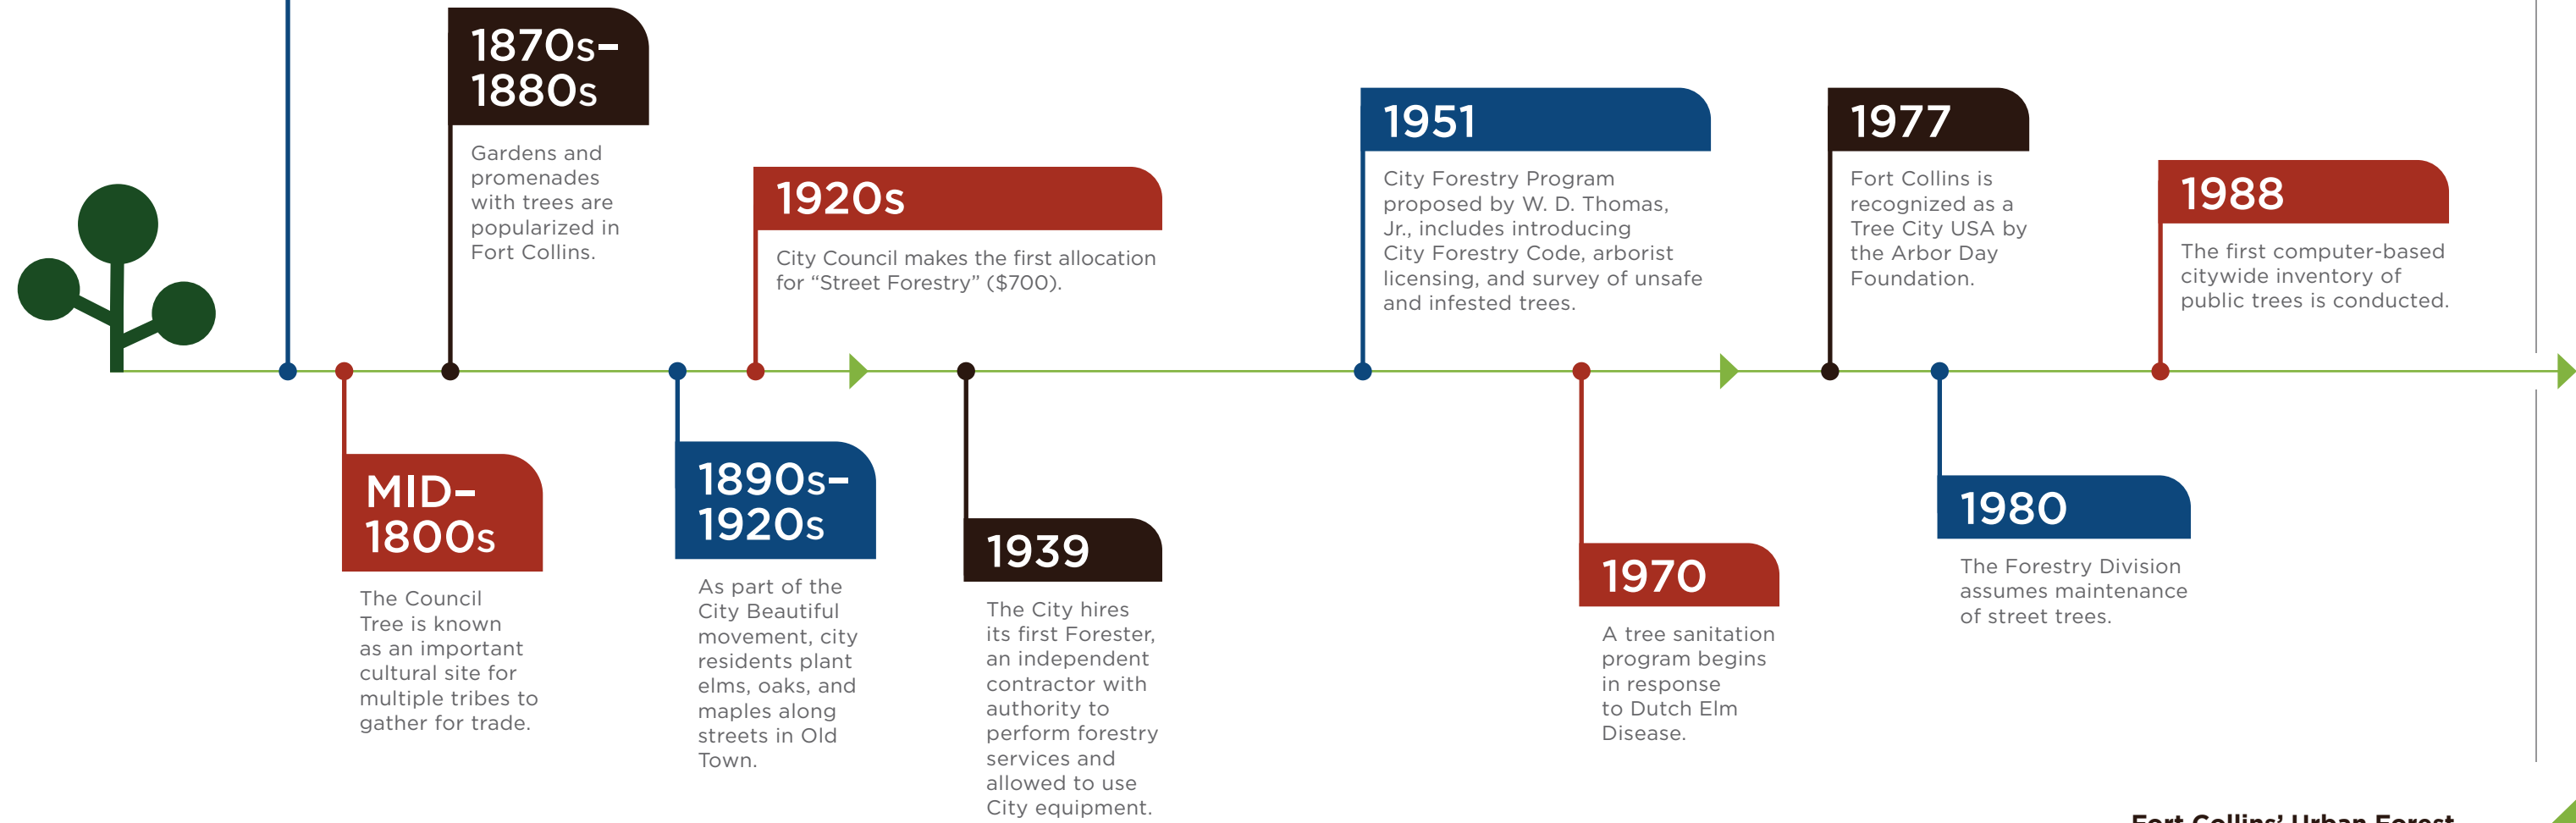 1870s–
1880s
Gardens and
promenades
with trees are
popularized in
Fort Collins.
1920s
City Council makes the first allocation
for “Street Forestry” ($700).
1951
City Forestry Program
proposed by W. D. Thomas,
Jr., includes introducing
City Forestry Code, arborist
licensing, and survey of unsafe
and infested trees.
1977
Fort Collins is
recognized as a
Tree City USA by
the Arbor Day
Foundation.
1988
The first computer-based
citywide inventory of
public trees is conducted.
MID–
1800s
The Council
Tree is known
as an important
cultural site for
multiple tribes to
gather for trade.
1890s–
1920s
As part of the
City Beautiful
movement, city
residents plant
elms, oaks, and
maples along
streets in Old
Town.
1939
The City hires
its first Forester,
an independent
contractor with
authority to
perform forestry
services and
allowed to use
City equipment.
1970
A tree sanitation
program begins
in response
to Dutch Elm
Disease.
1980
The Forestry Division
assumes maintenance
of street trees.
Fort Collins’ Urban Forest